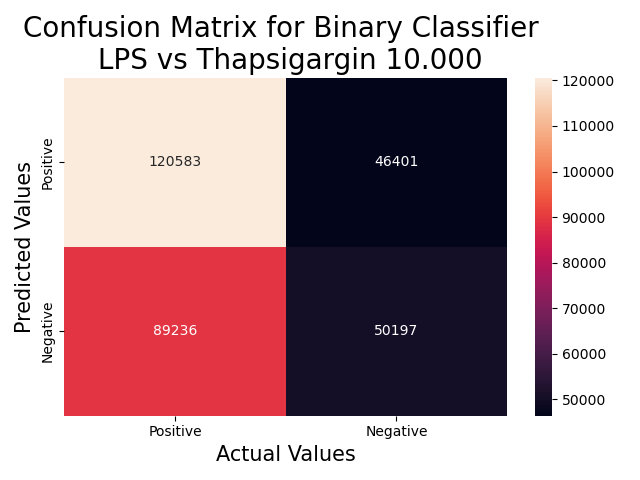 Confusion Matrix for Binary Classifier
LPS vs Thapsigargin 10.000
Predicted Values
Positive
120583
46401
Negative
89236
50197
Positive
Negative
Actual Values
120000
110000
100000
90000
80000
70000
60000
50000